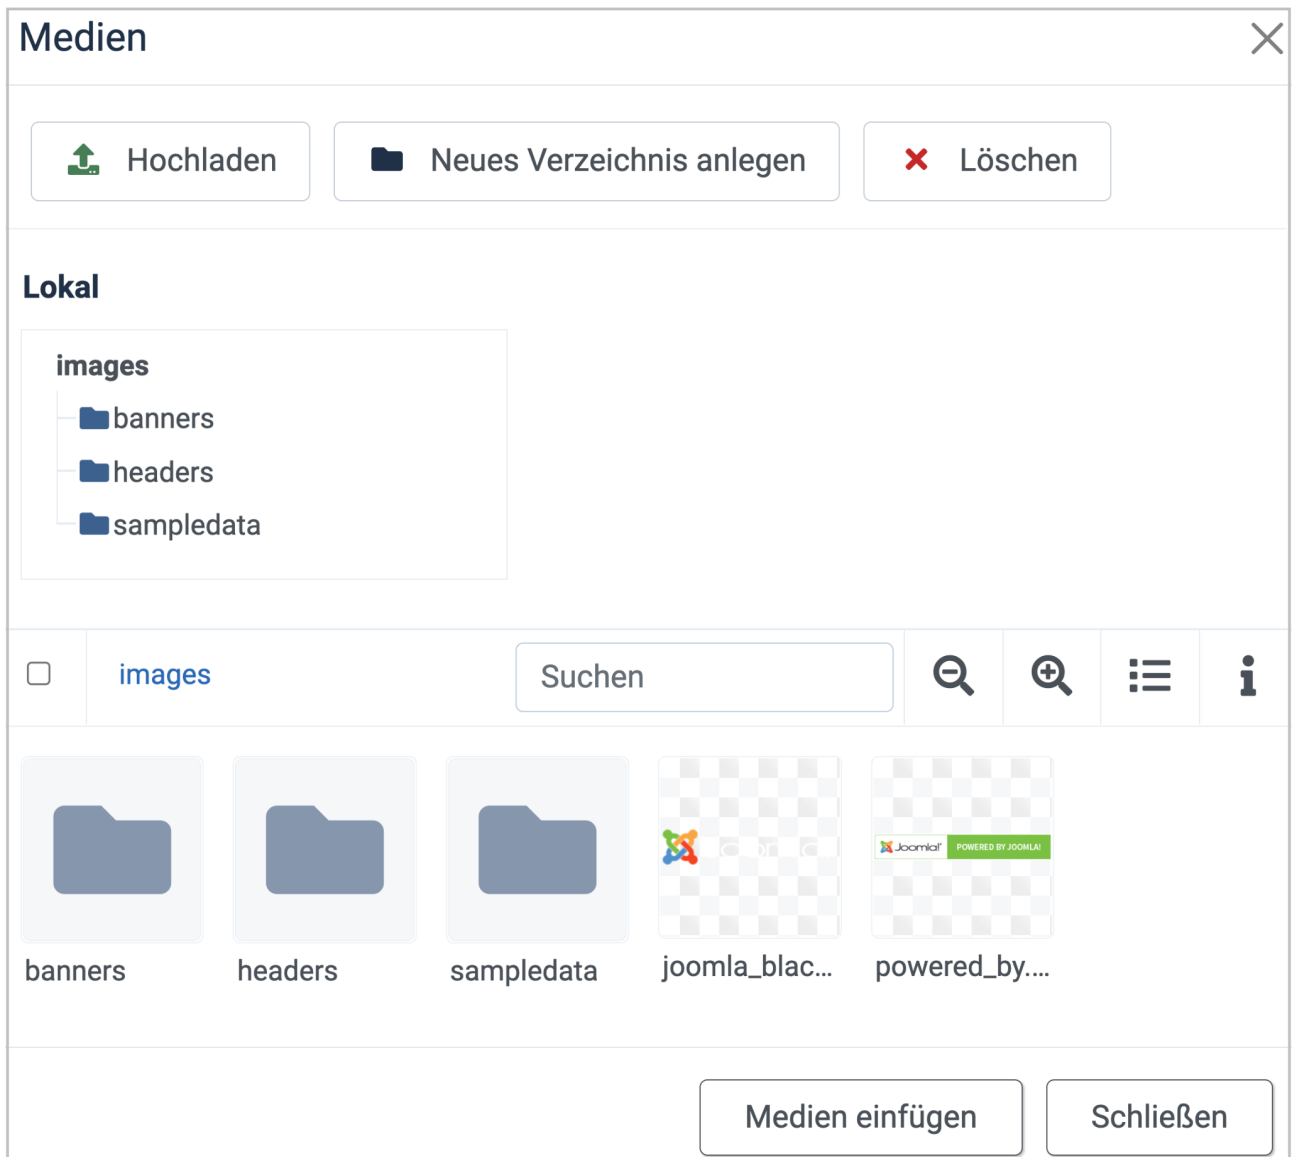 Medien
Hochladen
Neues Verzeichnis anlegen
Löschen
Lokal
images
banners
headers
sampledata
images
Suchen
Joomla!
POWERED BY JOOMLA!
banners
headers
sampledata
joomla_blac...
powered_by....
Medien einfügen
Schließen